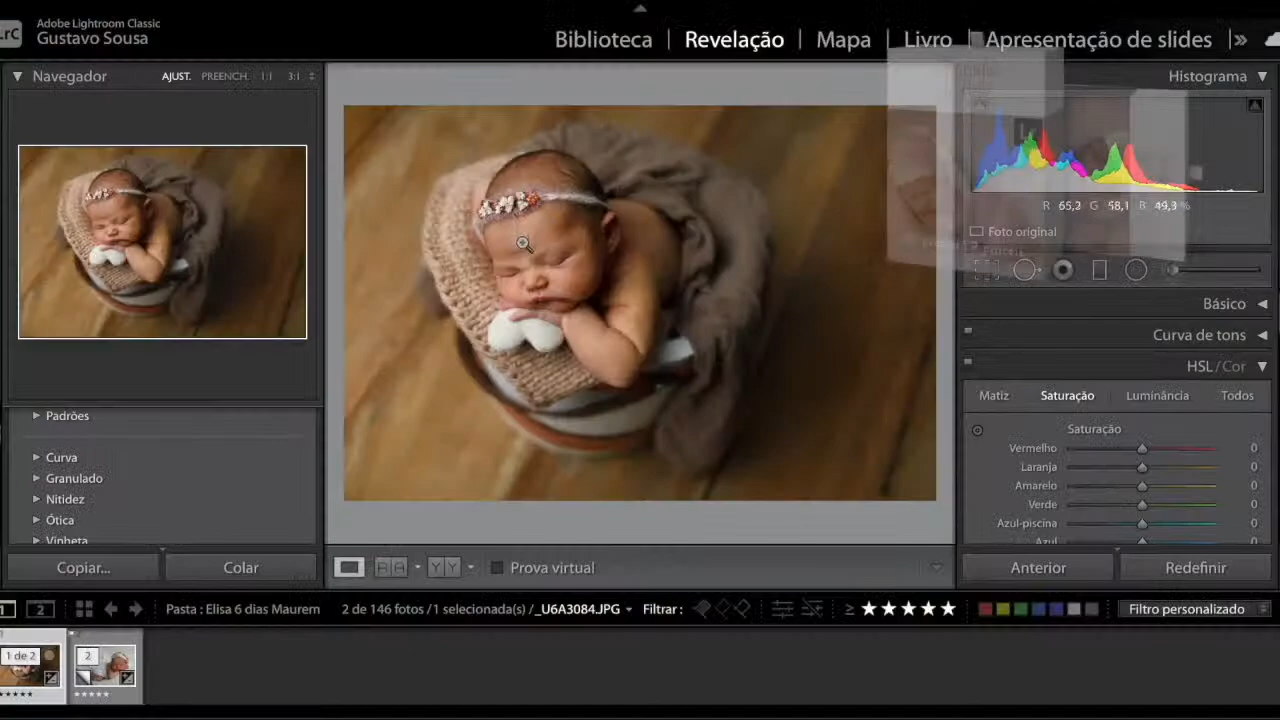 LrC
Adobe Lightroom Classic
Gustavo Sousa
Biblioteca | Revelação | Mapa | Livro Apresentação de slides
Navegador AJUST. PREENCH. 1:1 3:1
Histograma
R 65,2 G 58,1 B 49,3 %
Foto original
Básico
Curva de tons
HSL / Cor
Matiz Saturação Luminância Todos
Saturação
Vermelho 0
Laranja 0
Amarelo 0
Verde 0
Azul-piscina 0
Azul 0
Padrões
Curva
Granulado
Nitidez
Ótica
Vinheta
Copiar... Colar
R A Y Y Prova virtual
Anterior Redefinir
1 2 Pasta : Elisa 6 dias Maurem 2 de 146 fotos /1 selecionada(s) /_U6A3084.JPG Filtrar : ≥ ★★★★★ Filtro personalizado
1 de 2 2